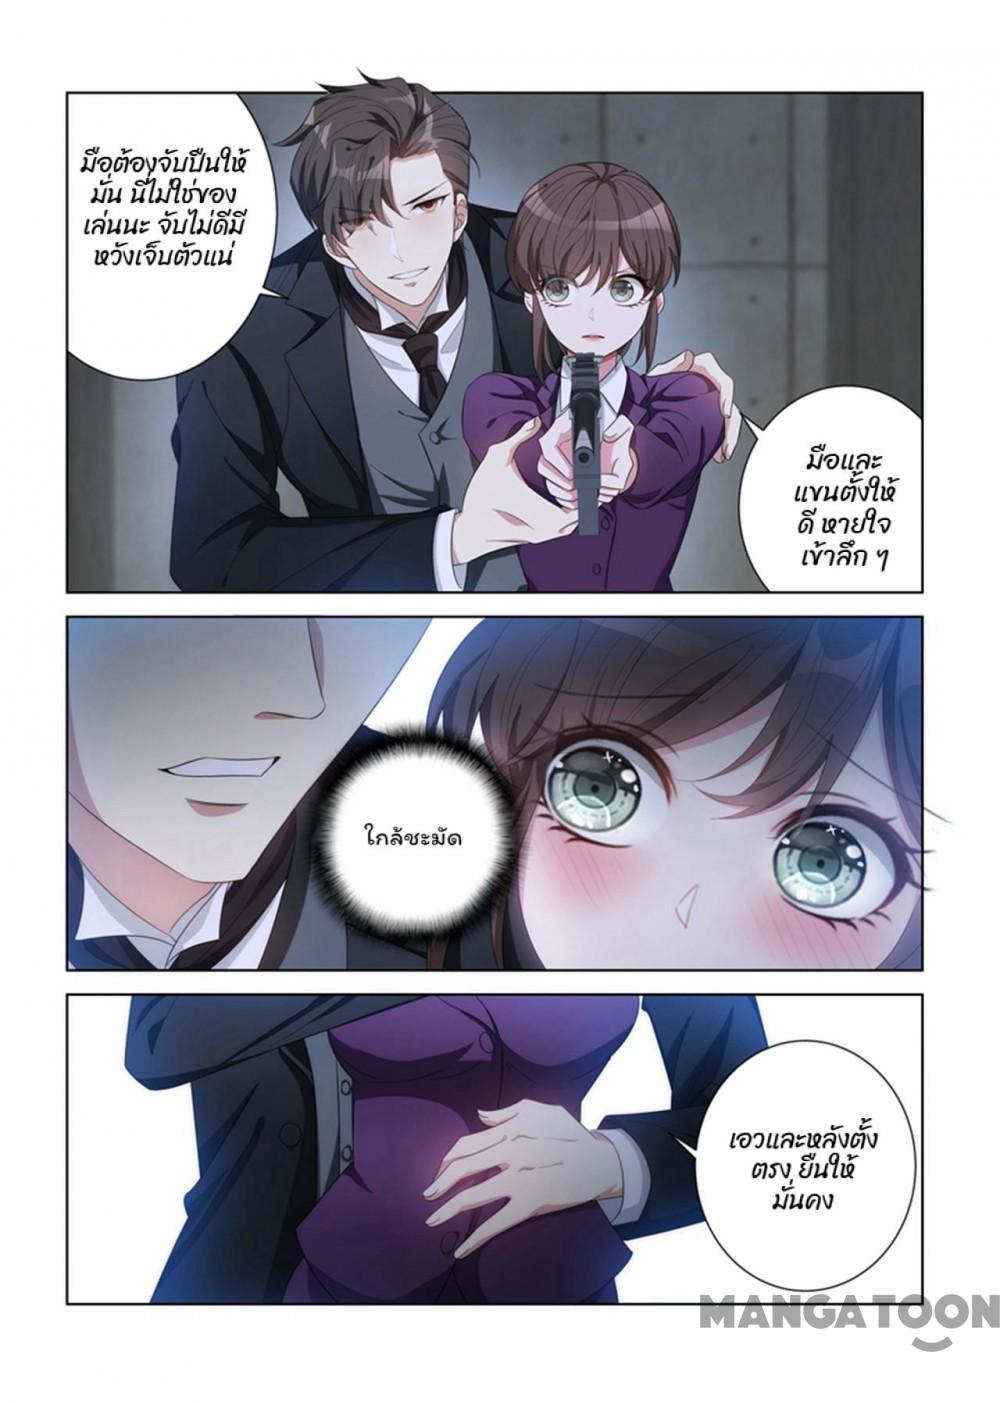 มือต้องจับปืนให้
มั่น นี่ไม่ใช่ของ
เล่นนะ จับไม่ดีมี
หวังเจ็บตัวแน่
มือและ
แขนตั้งให้
ดี หายใจ
เข้าลึก ๆ
ใกล้ชะมัด
เอวและหลังตั้ง
ตรง ยืนให้
มั่นคง
MANGATOON